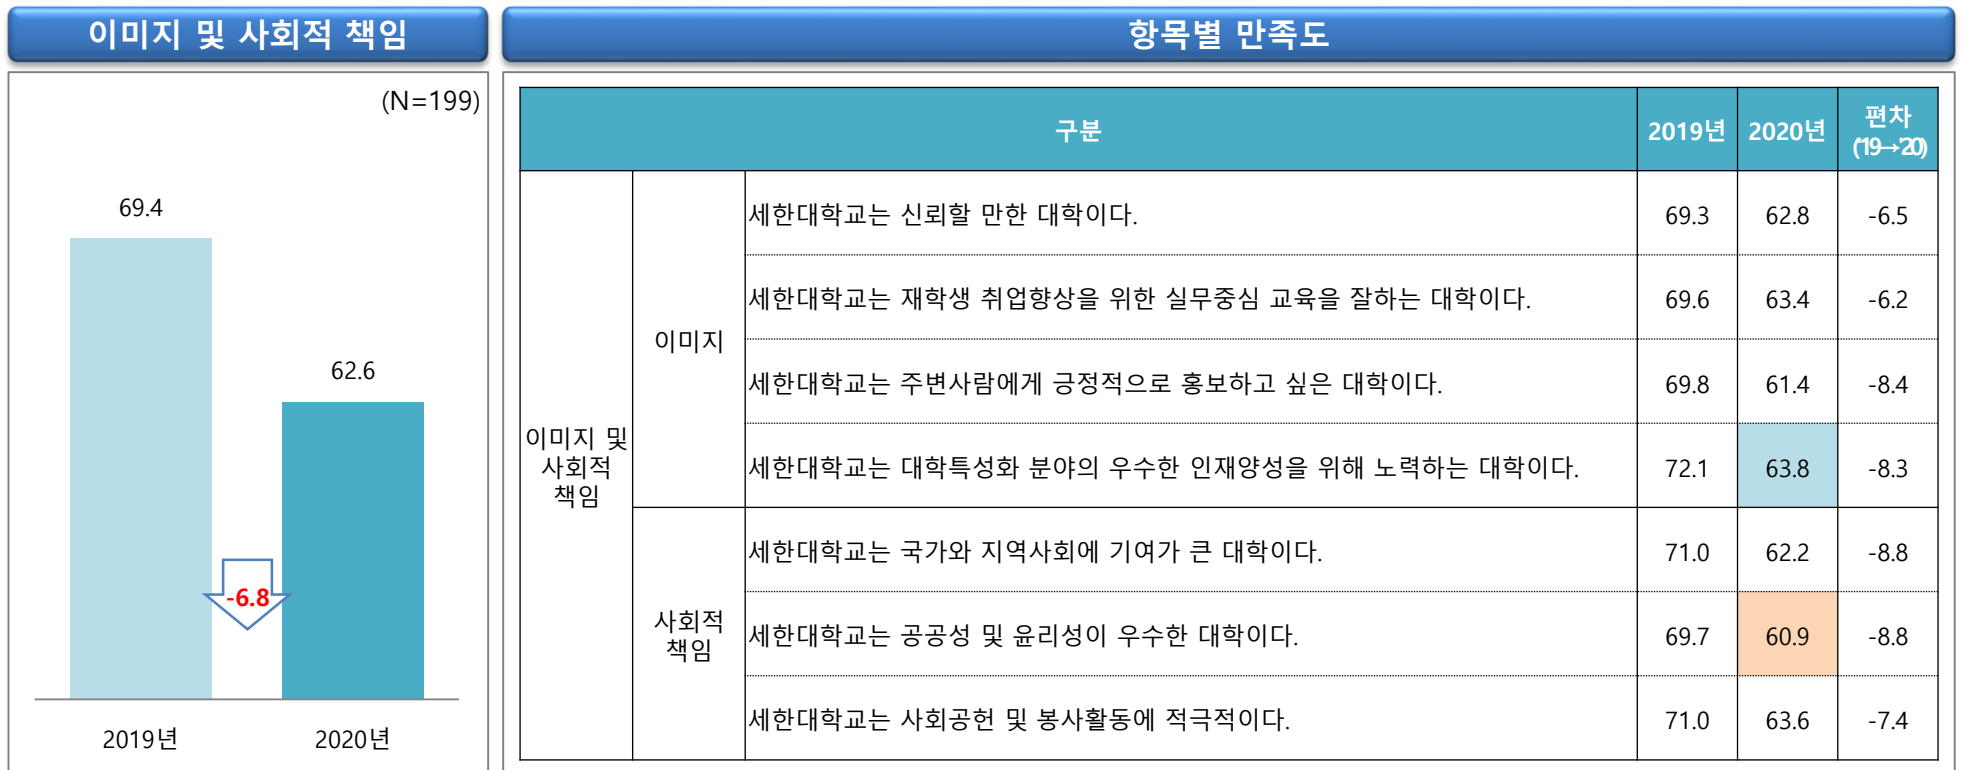 이미지 및 사회적 책임
(N=199)
69.4
62.6
-6.8
2019년 2020년
항목별 만족도
구분 2019년 2020년 편차
('19→'20)
이미지 및
사회적
책임
이미지
세한대학교는 신뢰할 만한 대학이다. 69.3 62.8 -6.5
세한대학교는 재학생 취업향상을 위한 실무중심 교육을 잘하는 대학이다. 69.6 63.4 -6.2
세한대학교는 주변사람에게 긍정적으로 홍보하고 싶은 대학이다. 69.8 61.4 -8.4
세한대학교는 대학특성화 분야의 우수한 인재양성을 위해 노력하는 대학이다. 72.1 63.8 -8.3
사회적
책임
세한대학교는 국가와 지역사회에 기여가 큰 대학이다. 71.0 62.2 -8.8
세한대학교는 공공성 및 윤리성이 우수한 대학이다. 69.7 60.9 -8.8
세한대학교는 사회공헌 및 봉사활동에 적극적이다. 71.0 63.6 -7.4